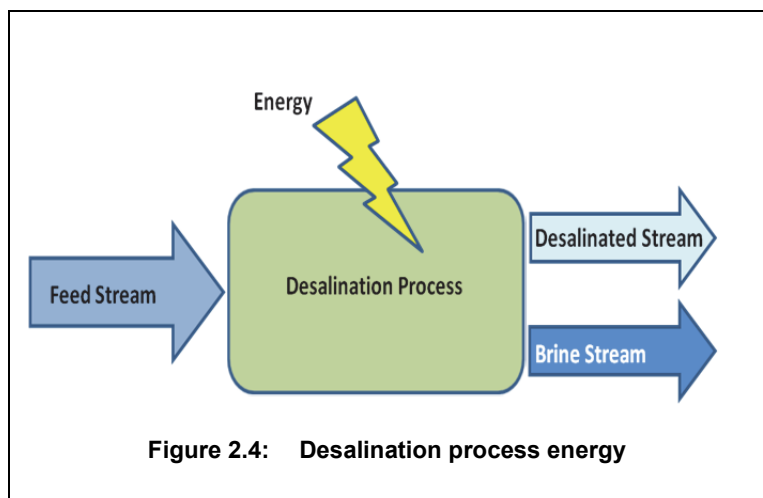 Energy
Feed Stream
Desalination Process
Desalinated Stream
Brine Stream
Figure 2.4: Desalination process energy